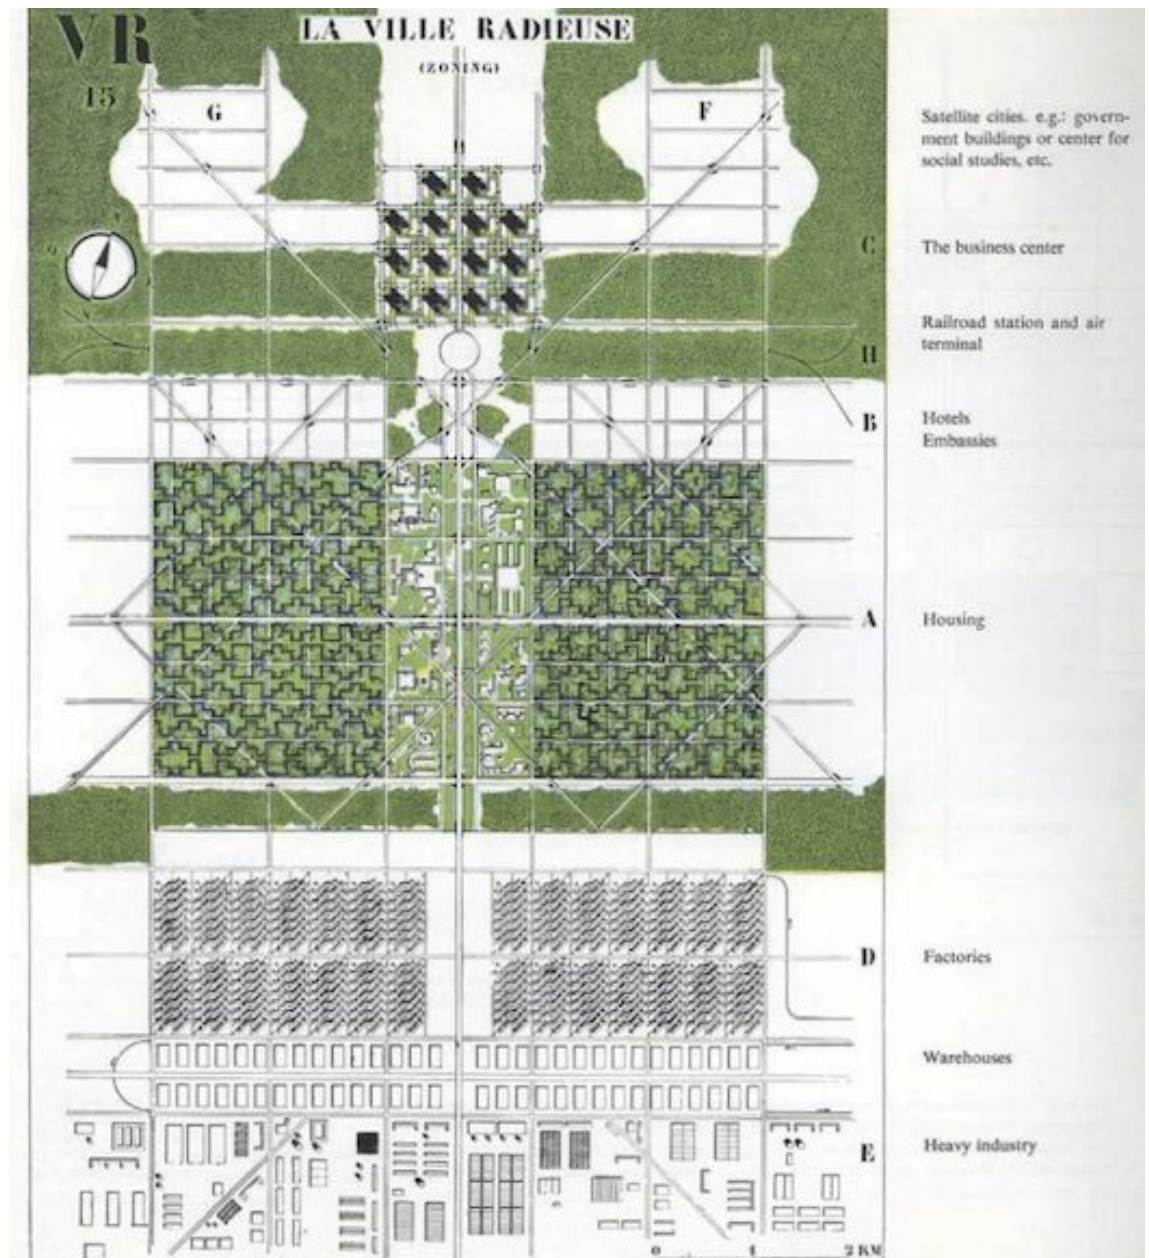 VR
LA VILLE RADIEUSE
(ZONING)
15
G
F
Satellite cities. e.g.: govern-
ment buildings or center for
social studies, etc.
C
The business center
Railroad station and air
terminal
H
B
Hotels
Embassies
A
Housing
D
Factories
Warehouses
E
Heavy industry
0 1 2 KM